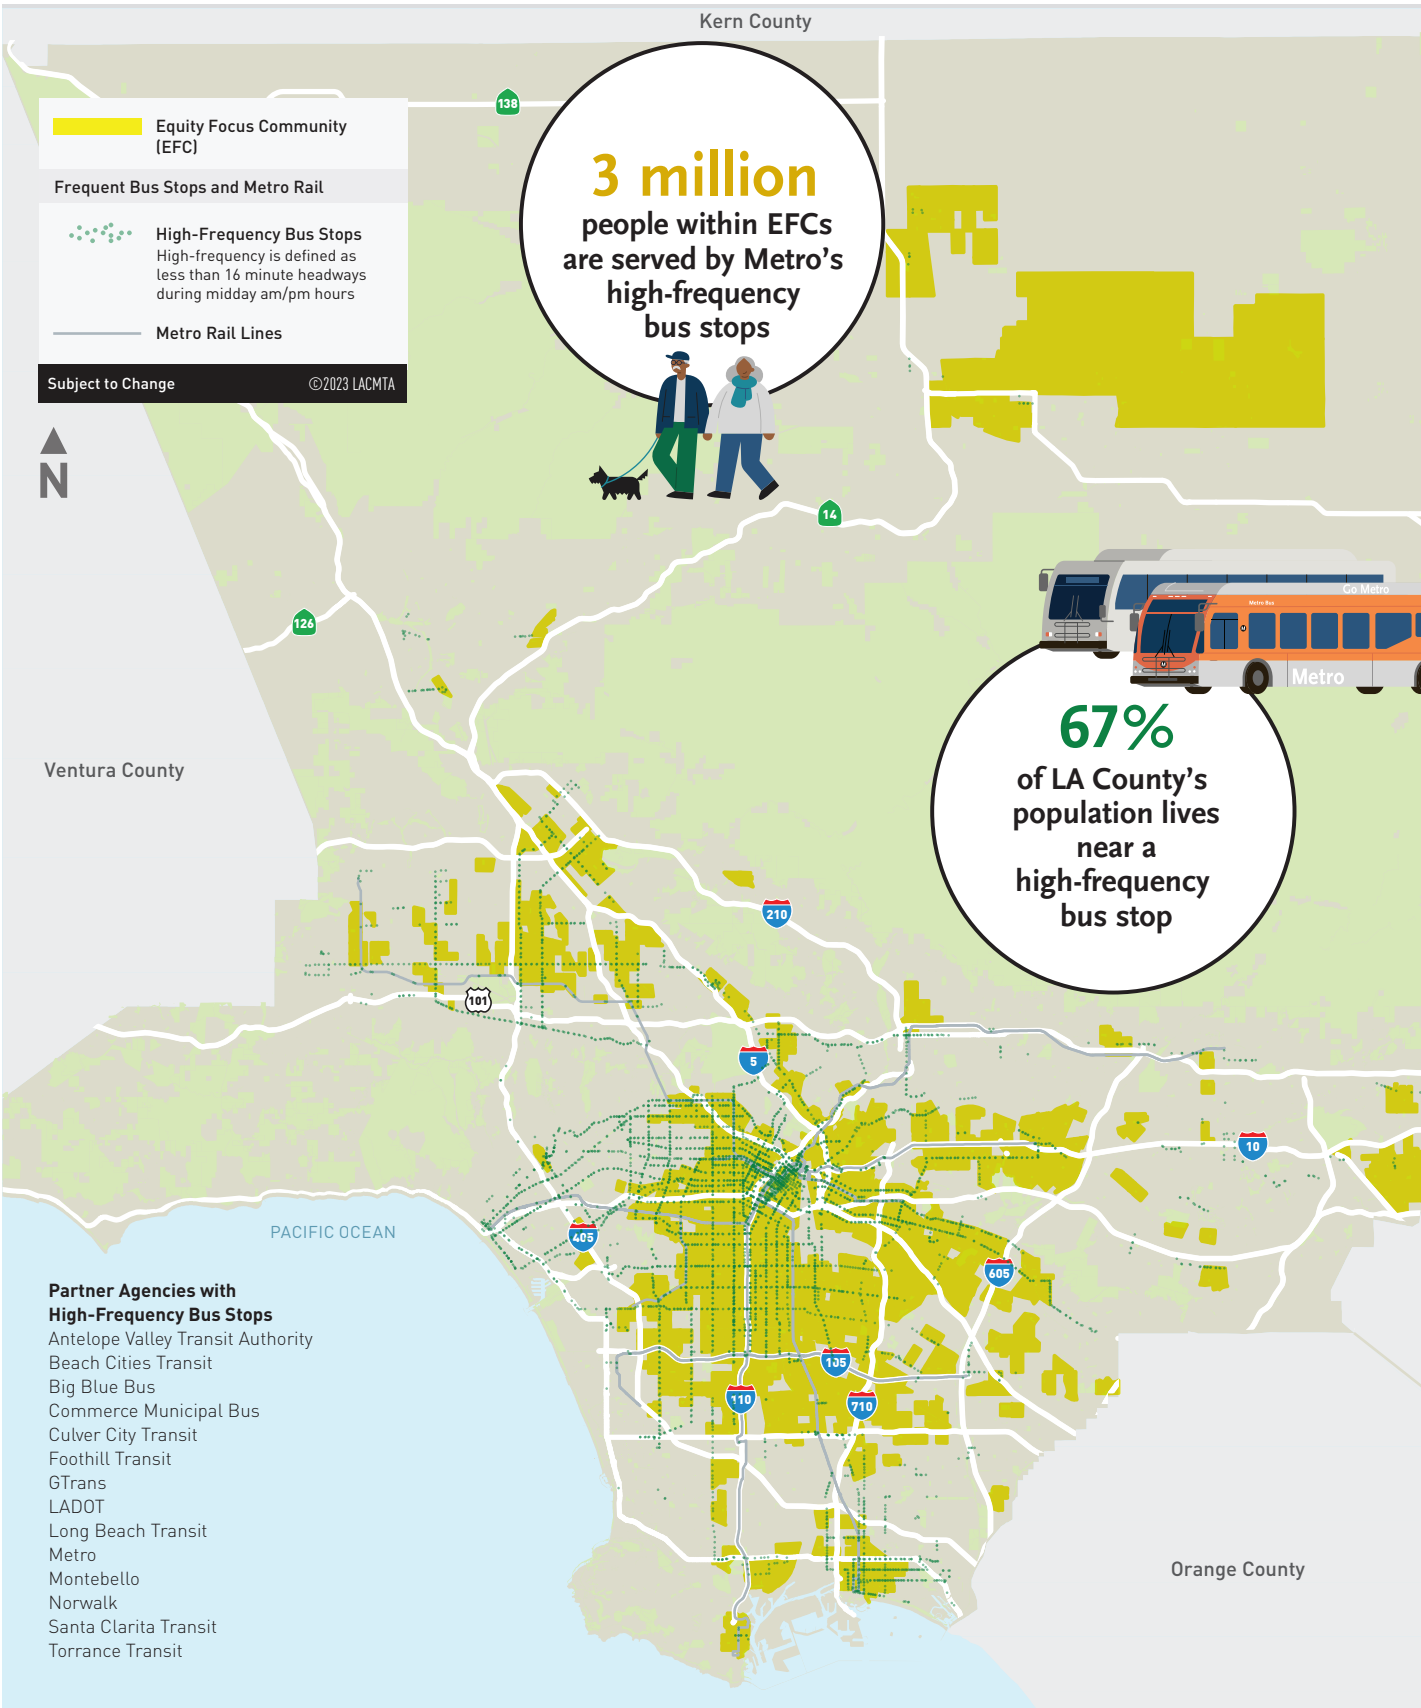 Kern County
138
Equity Focus Community
(EFC)
Frequent Bus Stops and Metro Rail
High-Frequency Bus Stops
High-frequency is defined as
less than 16 minute headways
during midday am/pm hours
Metro Rail Lines
Subject to Change ©2023 LACMTA
N
3 million
people within EFCs
are served by Metro's
high-frequency
bus stops
14
126
Go Metro
Metro Bus
Metro
67%
of LA County's
population lives
near a
high-frequency
bus stop
Ventura County
210
101
5
10
PACIFIC OCEAN
405
605
105
110
710
Partner Agencies with
High-Frequency Bus Stops
Antelope Valley Transit Authority
Beach Cities Transit
Big Blue Bus
Commerce Municipal Bus
Culver City Transit
Foothill Transit
GTrans
LADOT
Long Beach Transit
Metro
Montebello
Norwalk
Santa Clarita Transit
Torrance Transit
Orange County